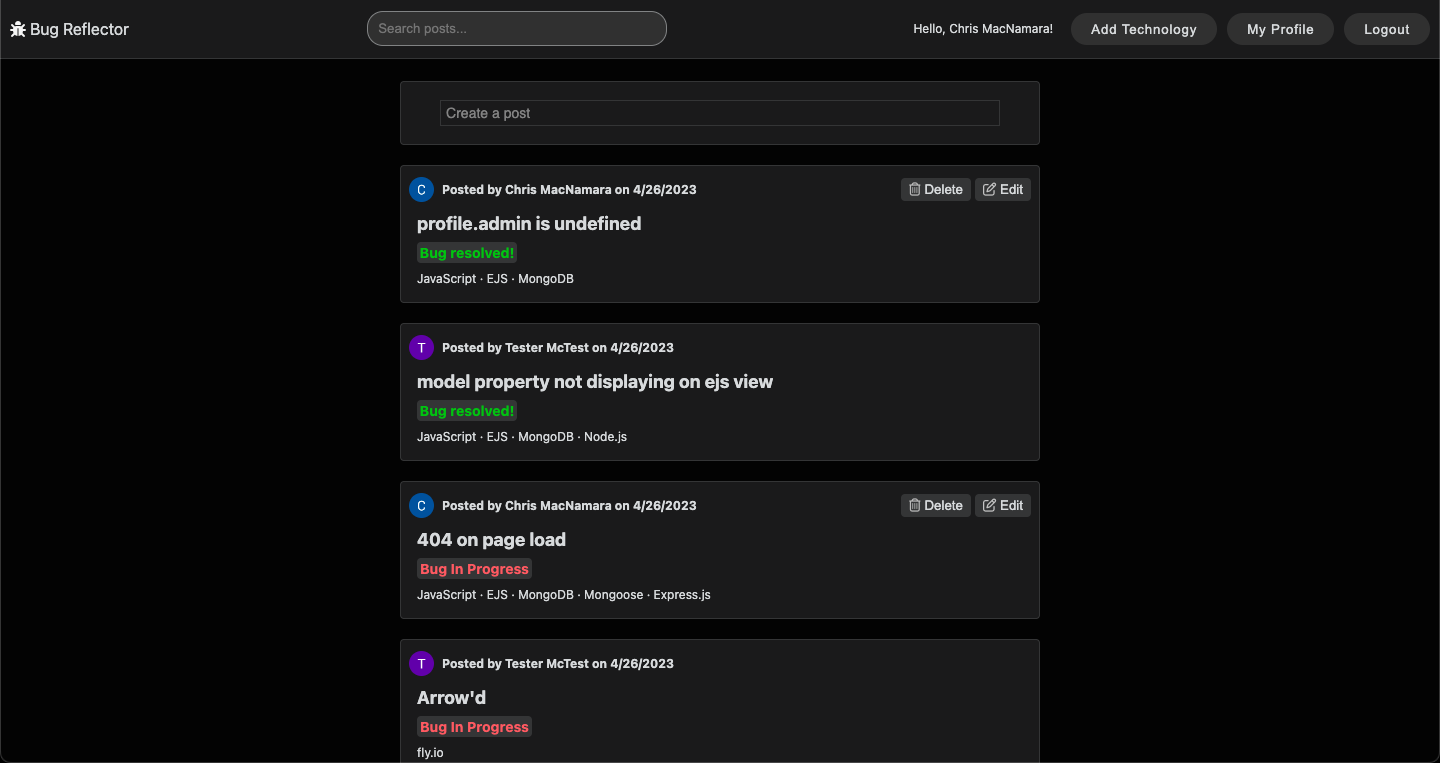 Bug Reflector
Search posts...
Hello, Chris MacNamara!
Add Technology
My Profile
Logout
Create a post
C
Posted by Chris MacNamara on 4/26/2023
Delete
Edit
profile.admin is undefined
Bug resolved!
JavaScript · EJS · MongoDB
T
Posted by Tester McTest on 4/26/2023
model property not displaying on ejs view
Bug resolved!
JavaScript · EJS · MongoDB · Node.js
C
Posted by Chris MacNamara on 4/26/2023
Delete
Edit
404 on page load
Bug In Progress
JavaScript · EJS · MongoDB · Mongoose · Express.js
T
Posted by Tester McTest on 4/26/2023
Arrow'd
Bug In Progress
fly.io